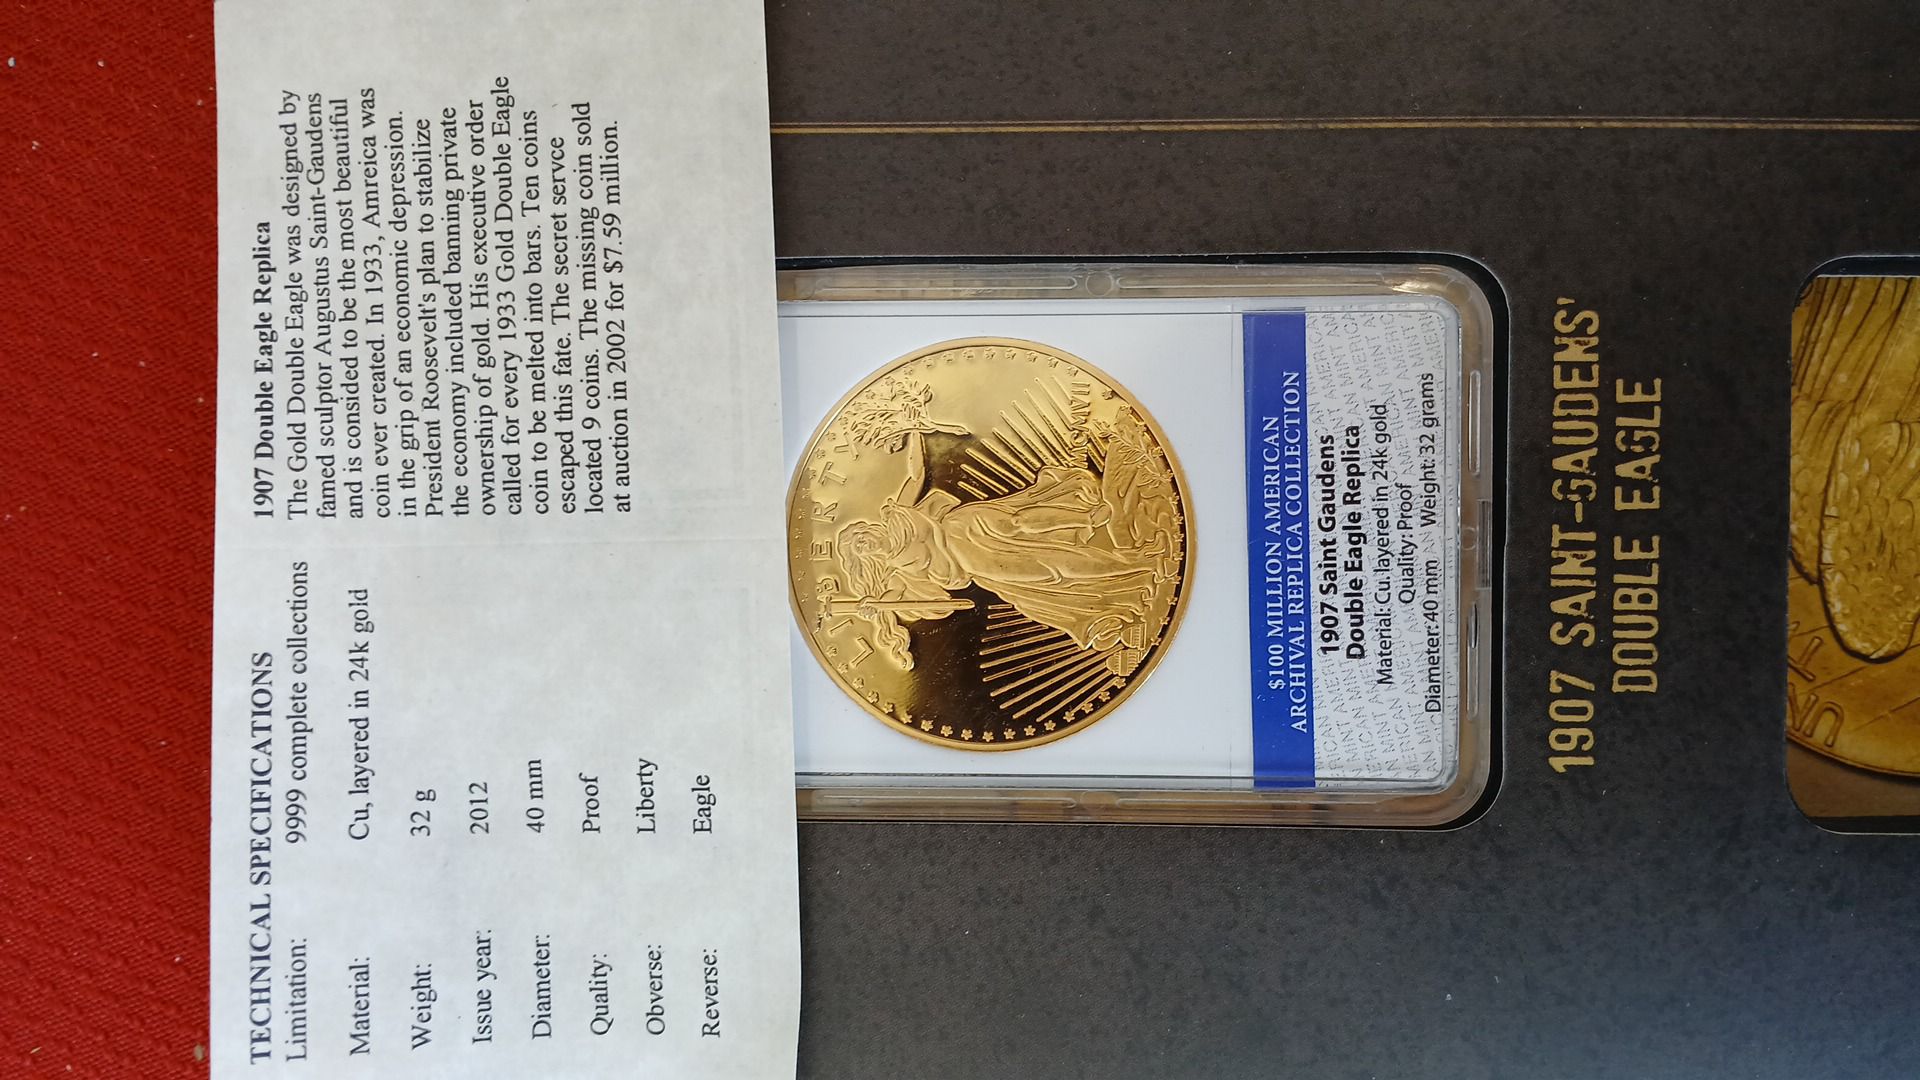 1907 Double Eagle Replica
The Gold Double Eagle was designed by
famed sculptor Augustus Saint-Gaudens
and is consided to be the most beautiful
coin ever created. In 1933, Amreica was
in the grip of an economic depression.
President Roosevelt's plan to stabilize
the economy included banning private
ownership of gold. His executive order
called for every 1933 Gold Double Eagle
coin to be melted into bars. Ten coins
escaped this fate. The secret servce
located 9 coins. The missing coin sold
at auction in 2002 for $7.59 million.
TECHNICAL SPECIFICATIONS
Limitation: 9999 complete collections
Material: Cu, layered in 24k gold
Weight: 32 g
Issue year: 2012
Diameter: 40 mm
Quality: Proof
Obverse: Liberty
Reverse: Eagle
LIBERTY
MCMVII
$100 MILLION AMERICAN
ARCHIVAL REPLICA COLLECTION
1907 Saint Gaudens
Double Eagle Replica
Material: Cu. layered in 24k gold
Quality: Proof
Diameter: 40 mm Weight: 32 grams
1907 SAINT-GAUDENS'
DOUBLE EAGLE